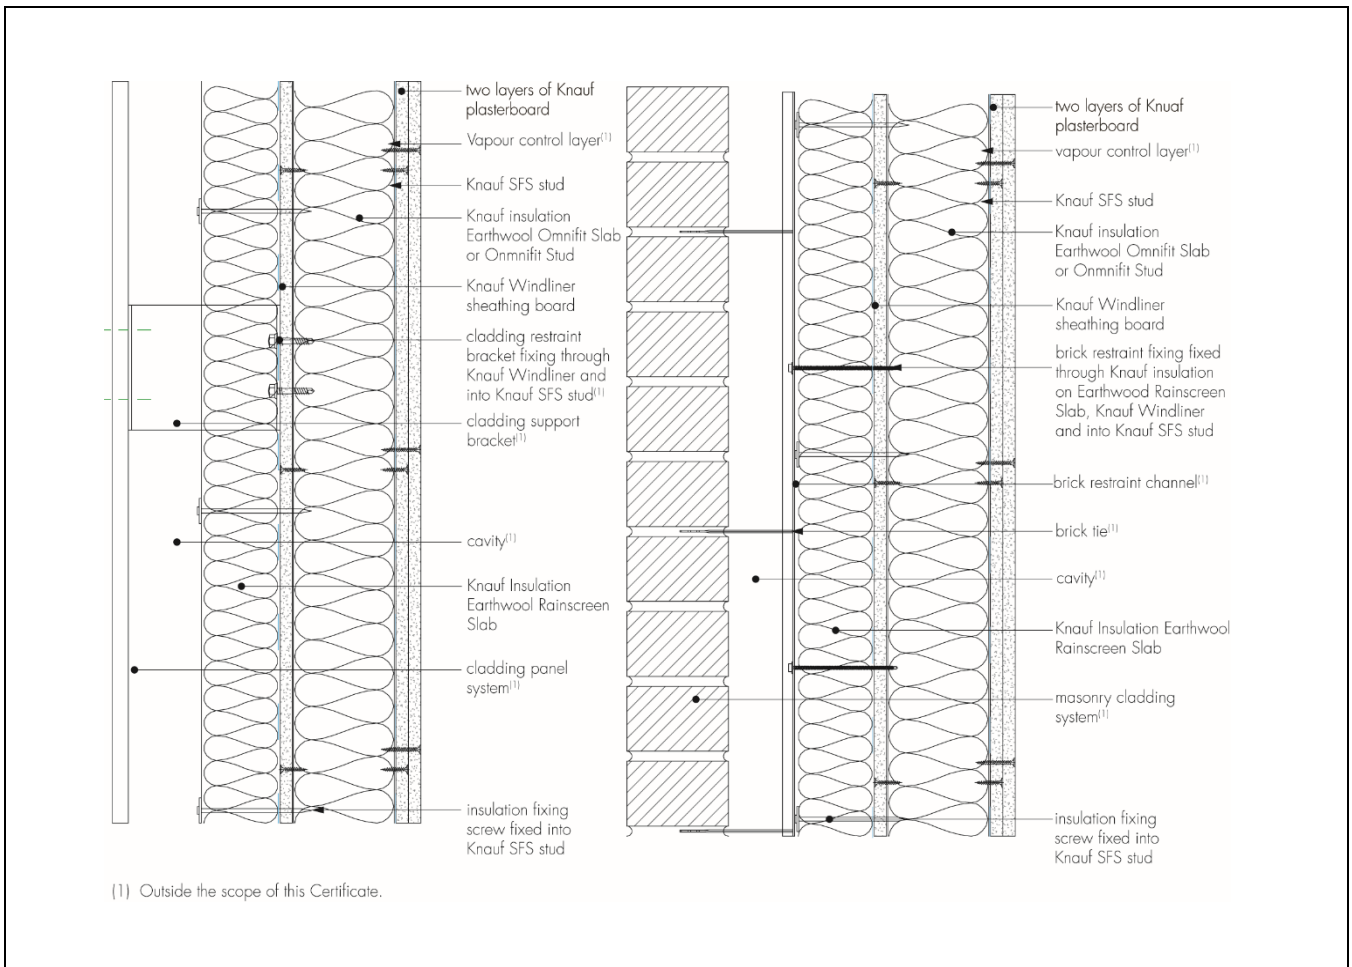 two layers of Knauf
plasterboard
Vapour control layer(1)
Knauf SFS stud
Knauf insulation
Earthwool Omnifit Slab
or Onmnifit Stud
Knauf Windliner
sheathing board
cladding restraint
bracket fixing through
Knauf Windliner and
into Knauf SFS stud(1)
cladding support
bracket(1)
cavity(1)
Knauf Insulation
Earthwool Rainscreen
Slab
cladding panel
system(1)
insulation fixing
screw fixed into
Knauf SFS stud
two layers of Knuaf
plasterboard
vapour control layer(1)
Knauf SFS stud
Knauf insulation
Earthwool Omnifit Slab
or Onmnifit Stud
Knauf Windliner
sheathing board
brick restraint fixing fixed
through Knauf insulation
on Earthwood Rainscreen
Slab, Knauf Windliner
and into Knauf SFS stud
brick restraint channel(1)
brick tie(1)
cavity(1)
Knauf Insulation Earthwool
Rainscreen Slab
masonry cladding
system(1)
insulation fixing
screw fixed into
Knauf SFS stud
(1) Outside the scope of this Certificate.